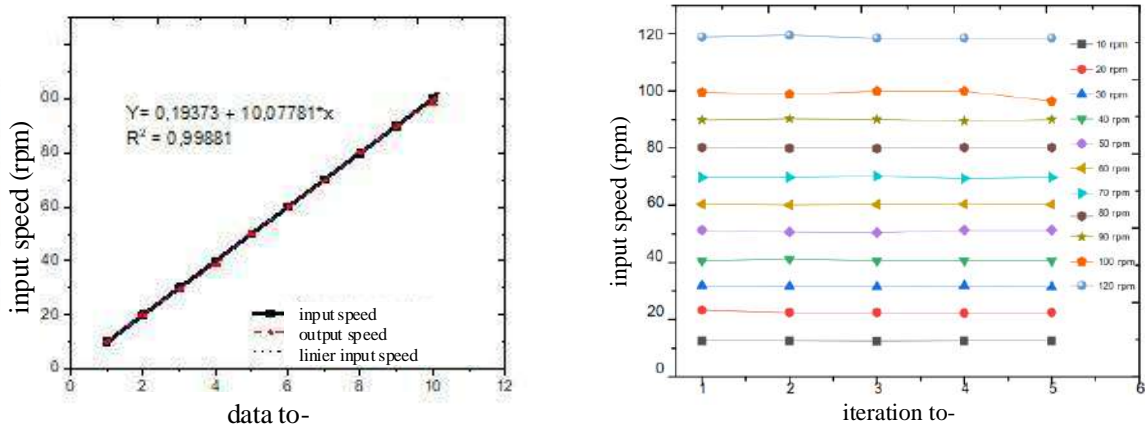 input speed (rpm)
00
80
60
40
20
0
Y= 0,19373 + 10,07781*x
R² = 0,99881
input speed
output speed
linier input speed
0 2 4 6 8 10 12
data to-
input speed (rpm)
120
100
80
60
40
20
0
10 rpm
20 rpm
30 rpm
40 rpm
50 rpm
60 rpm
70 rpm
80 rpm
90 rpm
100 rpm
120 rpm
1 2 3 4 5 6
iteration to-